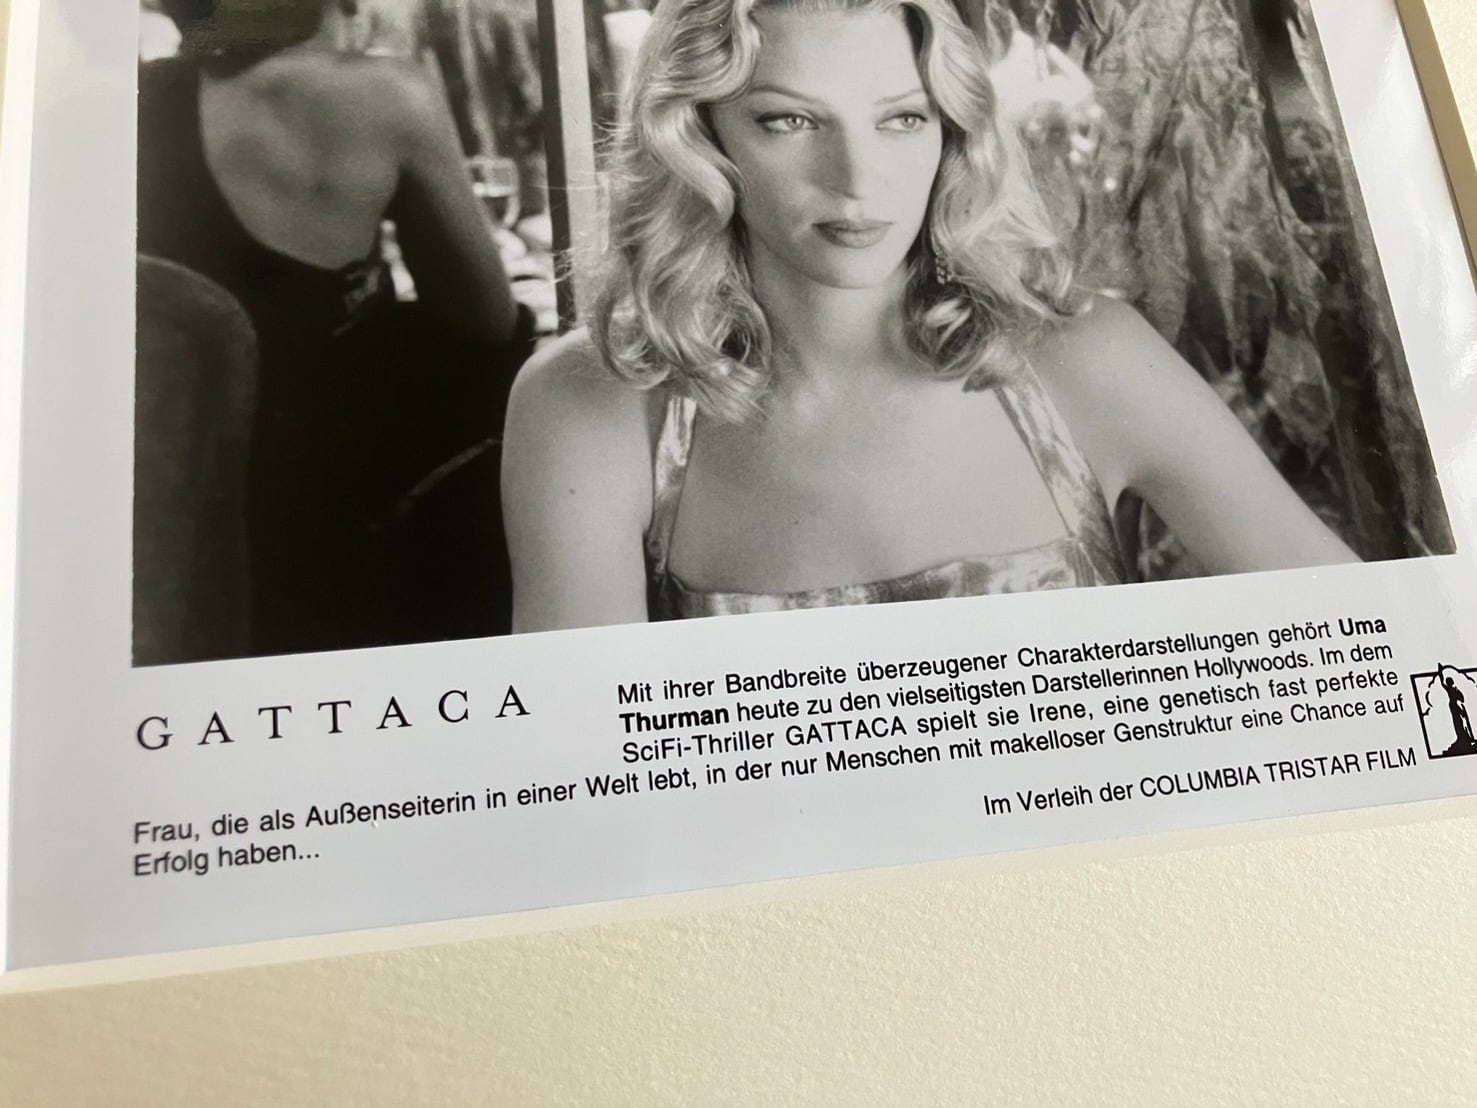 GATTACA
Mit ihrer Bandbreite überzeugener Charakterdarstellungen gehört Uma
Thurman heute zu den vielseitigsten Darstellerinnen Hollywoods. Im dem
SciFi-Thriller GATTACA spielt sie Irene, eine genetisch fast perfekte
Frau, die als Außenseiterin in einer Welt lebt, in der nur Menschen mit makelloser Genstruktur eine Chance auf
Erfolg haben...
Im Verleih der COLUMBIA TRISTAR FILM